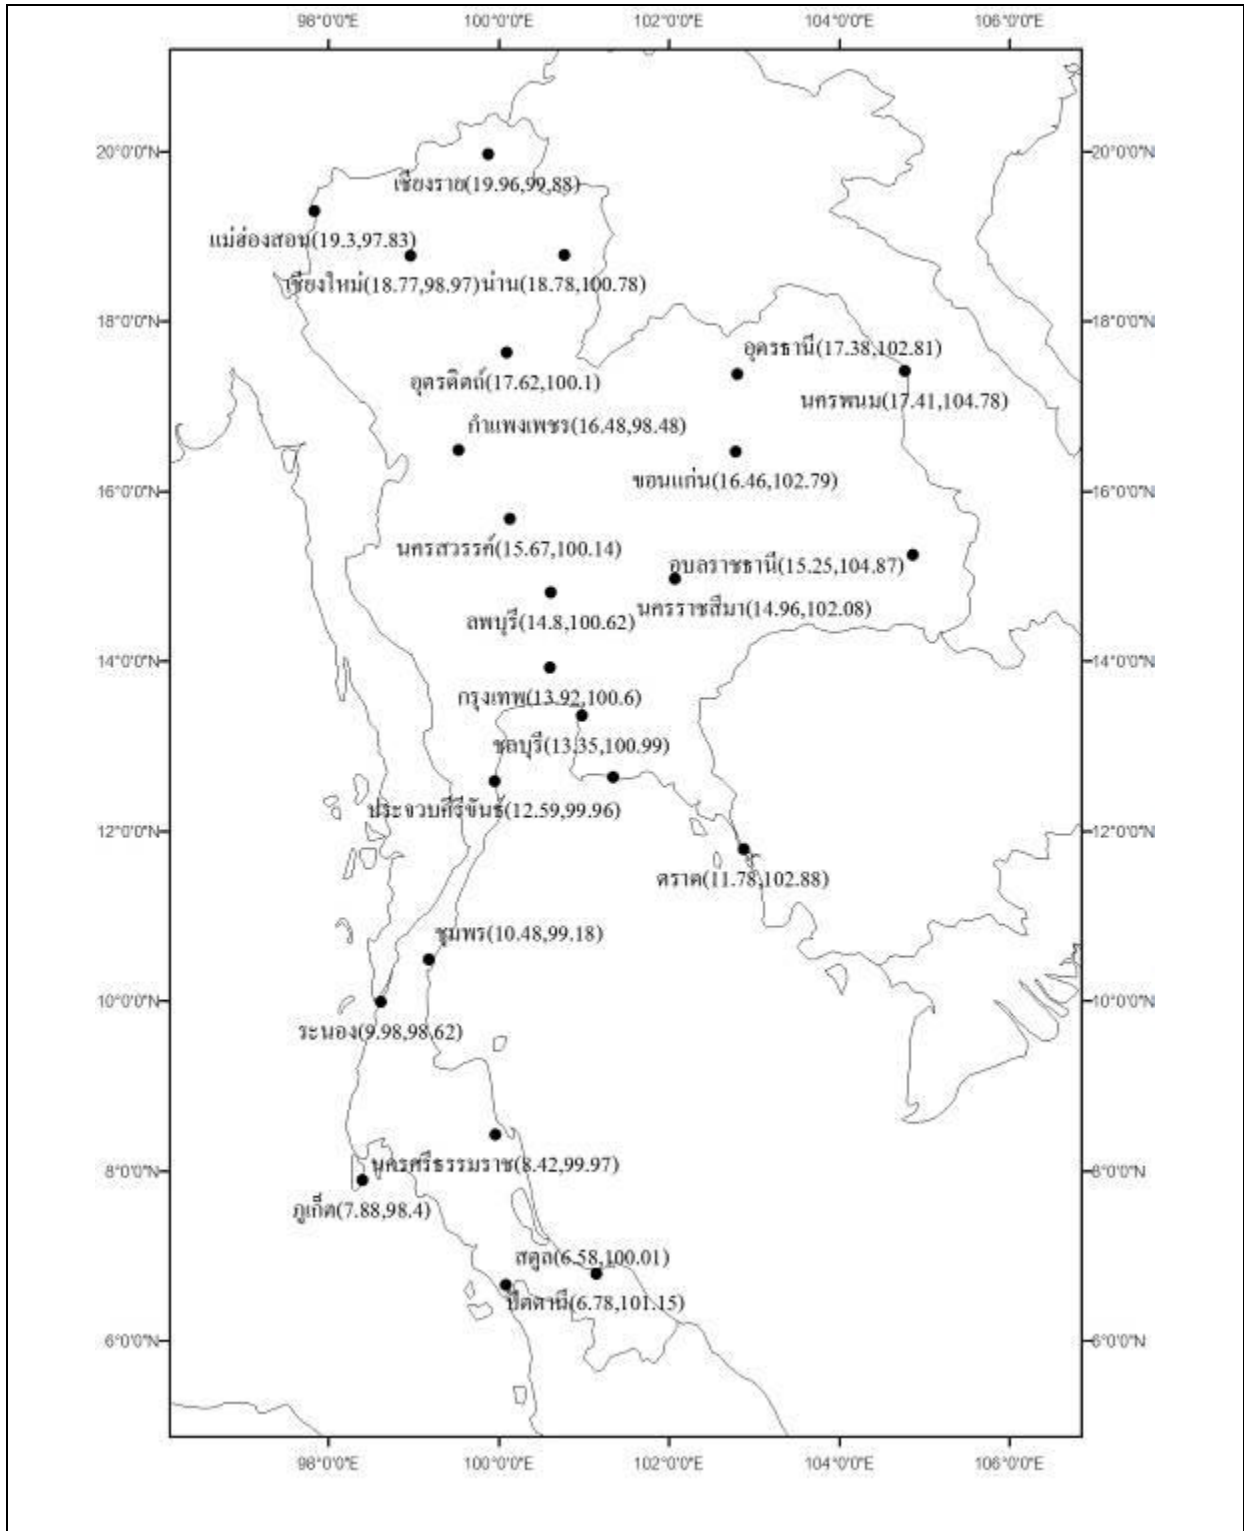 98°0'0"E 100°0'0"E 102°0'0"E 104°0'0"E 106°0'0"E
20°0'0"N 20°0'0"N
เชียงราย(19.96,99.88)
แม่ฮ่องสอน(19.3,97.83)
เชียงใหม่(18.77,98.97) น่าน(18.78,100.78)
18°0'0"N 18°0'0"N
อุดรธานี(17.38,102.81)
อุตรดิตถ์(17.62,100.1)
นครพนม(17.41,104.78)
กำแพงเพชร(16.48,98.48)
ขอนแก่น(16.46,102.79)
16°0'0"N 16°0'0"N
นครสวรรค์(15.67,100.14)
อุบลราชธานี(15.25,104.87)
นครราชสีมา(14.96,102.08)
ลพบุรี(14.8,100.62)
14°0'0"N 14°0'0"N
กรุงเทพ(13.92,100.6)
ชลบุรี(13.35,100.99)
ประจวบคีรีขันธ์(12.59,99.96)
12°0'0"N 12°0'0"N
ตราด(11.78,102.88)
ชุมพร(10.48,99.18)
10°0'0"N 10°0'0"N
ระนอง(9.98,98.62)
นครศรีธรรมราช(8.42,99.97)
8°0'0"N 8°0'0"N
ภูเก็ต(7.88,98.4)
สตูล(6.58,100.01)
ปัตตานี(6.78,101.15)
6°0'0"N 6°0'0"N
98°0'0"E 100°0'0"E 102°0'0"E 104°0'0"E 106°0'0"E